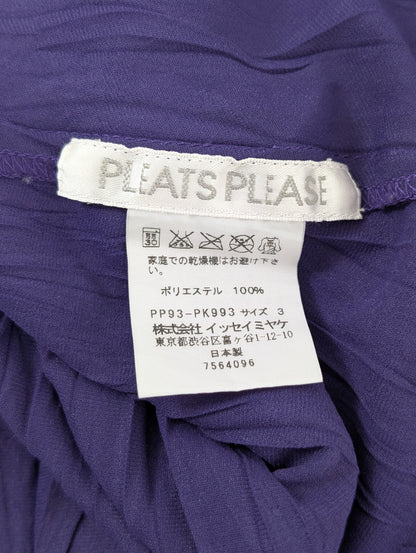 PLEATS PLEASE
家庭での乾燥機はお避け下さい
ポリエステル 100%
PP93-PK993 サイズ 3
株式会社 イッセイミヤケ
東京都渋谷区富ヶ谷1-12-10
日本製
7564096